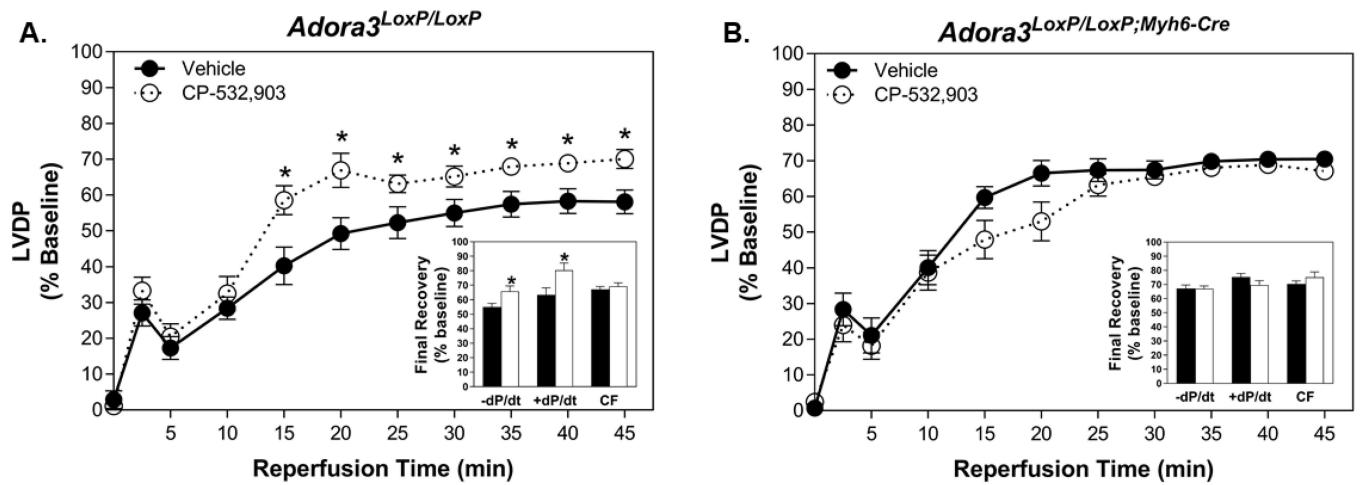 A.
Adora3LoxP/LoxP
100
90
80
70
60
50
40
30
20
10
0
LVDP
(% Baseline)
Vehicle
CP-532,903
* * * * * * *
100
90
80
70
60
50
40
30
20
10
0
Final Recovery
(% baseline)
* *
-dP/dt +dP/dt CF
5 10 15 20 25 30 35 40 45
Reperfusion Time (min)
B.
Adora3LoxP/LoxP;Myh6-Cre
100
90
80
70
60
50
40
30
20
10
0
LVDP
(% Baseline)
Vehicle
CP-532,903
100
90
80
70
60
50
40
30
20
10
0
Final Recovery
(% baseline)
-dP/dt +dP/dt CF
5 10 15 20 25 30 35 40 45
Reperfusion Time (min)